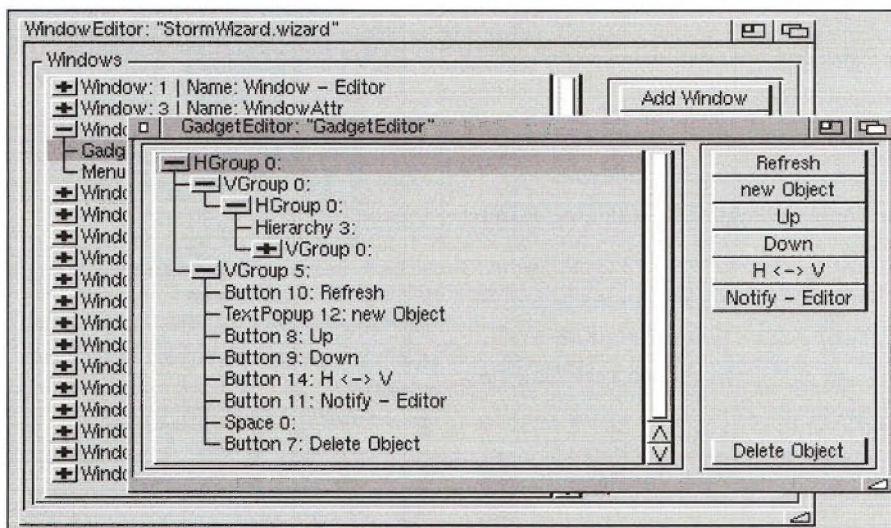 WindowEditor: "StormWizard.wizard"
Windows
Window: 1 | Name: Window - Editor
Window: 3 | Name: WindowAttr
Add Window
GadgetEditor: "GadgetEditor"
Menu
HGroup 0:
VGroup 0:
HGroup 0:
Hierarchy 3:
VGroup 0:
VGroup 5:
Button 10: Refresh
TextPopup 12: new Object
Button 8: Up
Button 9: Down
Button 14: H <-> V
Button 11: Notify - Editor
Space 0:
Button 7: Delete Object
Refresh
new Object
Up
Down
H <-> V
Notify - Editor
Delete Object